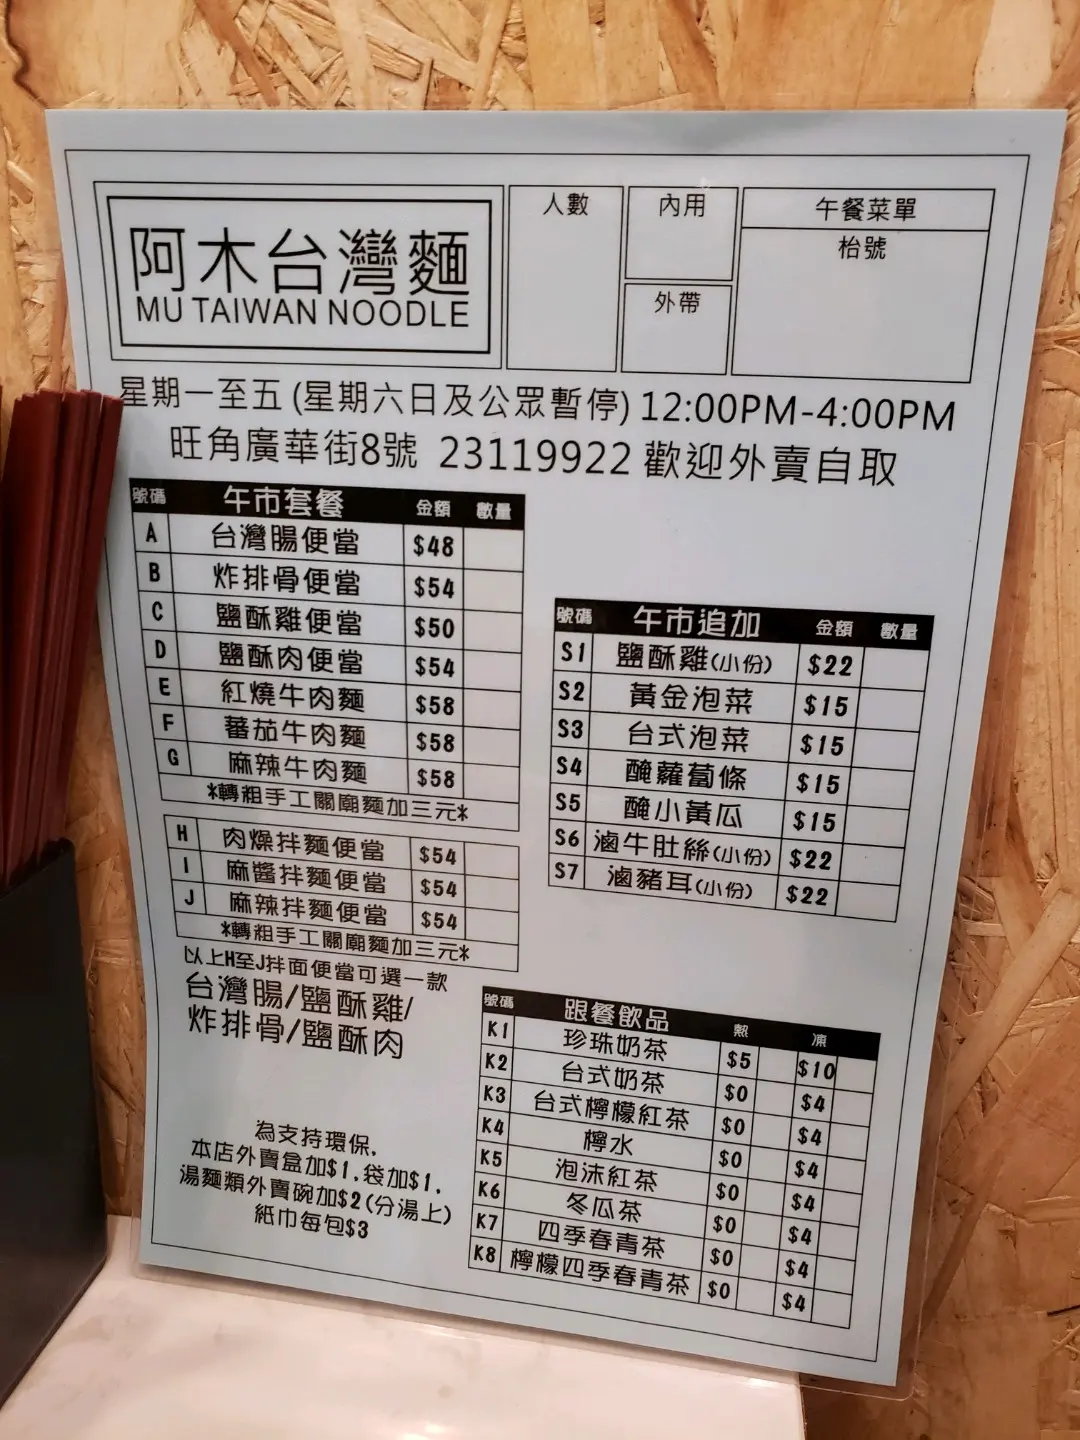 阿木台灣麵
MU TAIWAN NOODLE
人數
內用
外帶
午餐菜單
枱號
星期一至五 (星期六日及公眾暫停) 12:00PM-4:00PM
旺角廣華街8號 23119922 歡迎外賣自取
號碼 午市套餐 金額 數量
A 台灣腸便當 $48
B 炸排骨便當 $54
C 鹽酥雞便當 $50
D 鹽酥肉便當 $54
E 紅燒牛肉麵 $58
F 蕃茄牛肉麵 $58
G 麻辣牛肉麵 $58
*轉粗手工關廟麵加三元*
H 肉燥拌麵便當 $54
I 麻醬拌麵便當 $54
J 麻辣拌麵便當 $54
*轉粗手工關廟麵加三元*
以上H至J拌面便當可選一款
台灣腸/鹽酥雞/
炸排骨/鹽酥肉
為支持環保,
本店外賣盒加$1,袋加$1,
湯麵類外賣碗加$2(分湯上)
紙巾每包$3
號碼 午市追加 金額 數量
S1 鹽酥雞(小份) $22
S2 黃金泡菜 $15
S3 台式泡菜 $15
S4 醃蘿蔔條 $15
S5 醃小黃瓜 $15
S6 滷牛肚絲(小份) $22
S7 滷豬耳(小份) $22
號碼 跟餐飲品 熱 凍
K1 珍珠奶茶 $5 $10
K2 台式奶茶 $0 $4
K3 台式檸檬紅茶 $0 $4
K4 檸水 $0 $4
K5 泡沫紅茶 $0 $4
K6 冬瓜茶 $0 $4
K7 四季春青茶 $0 $4
K8 檸檬四季春青茶 $0 $4